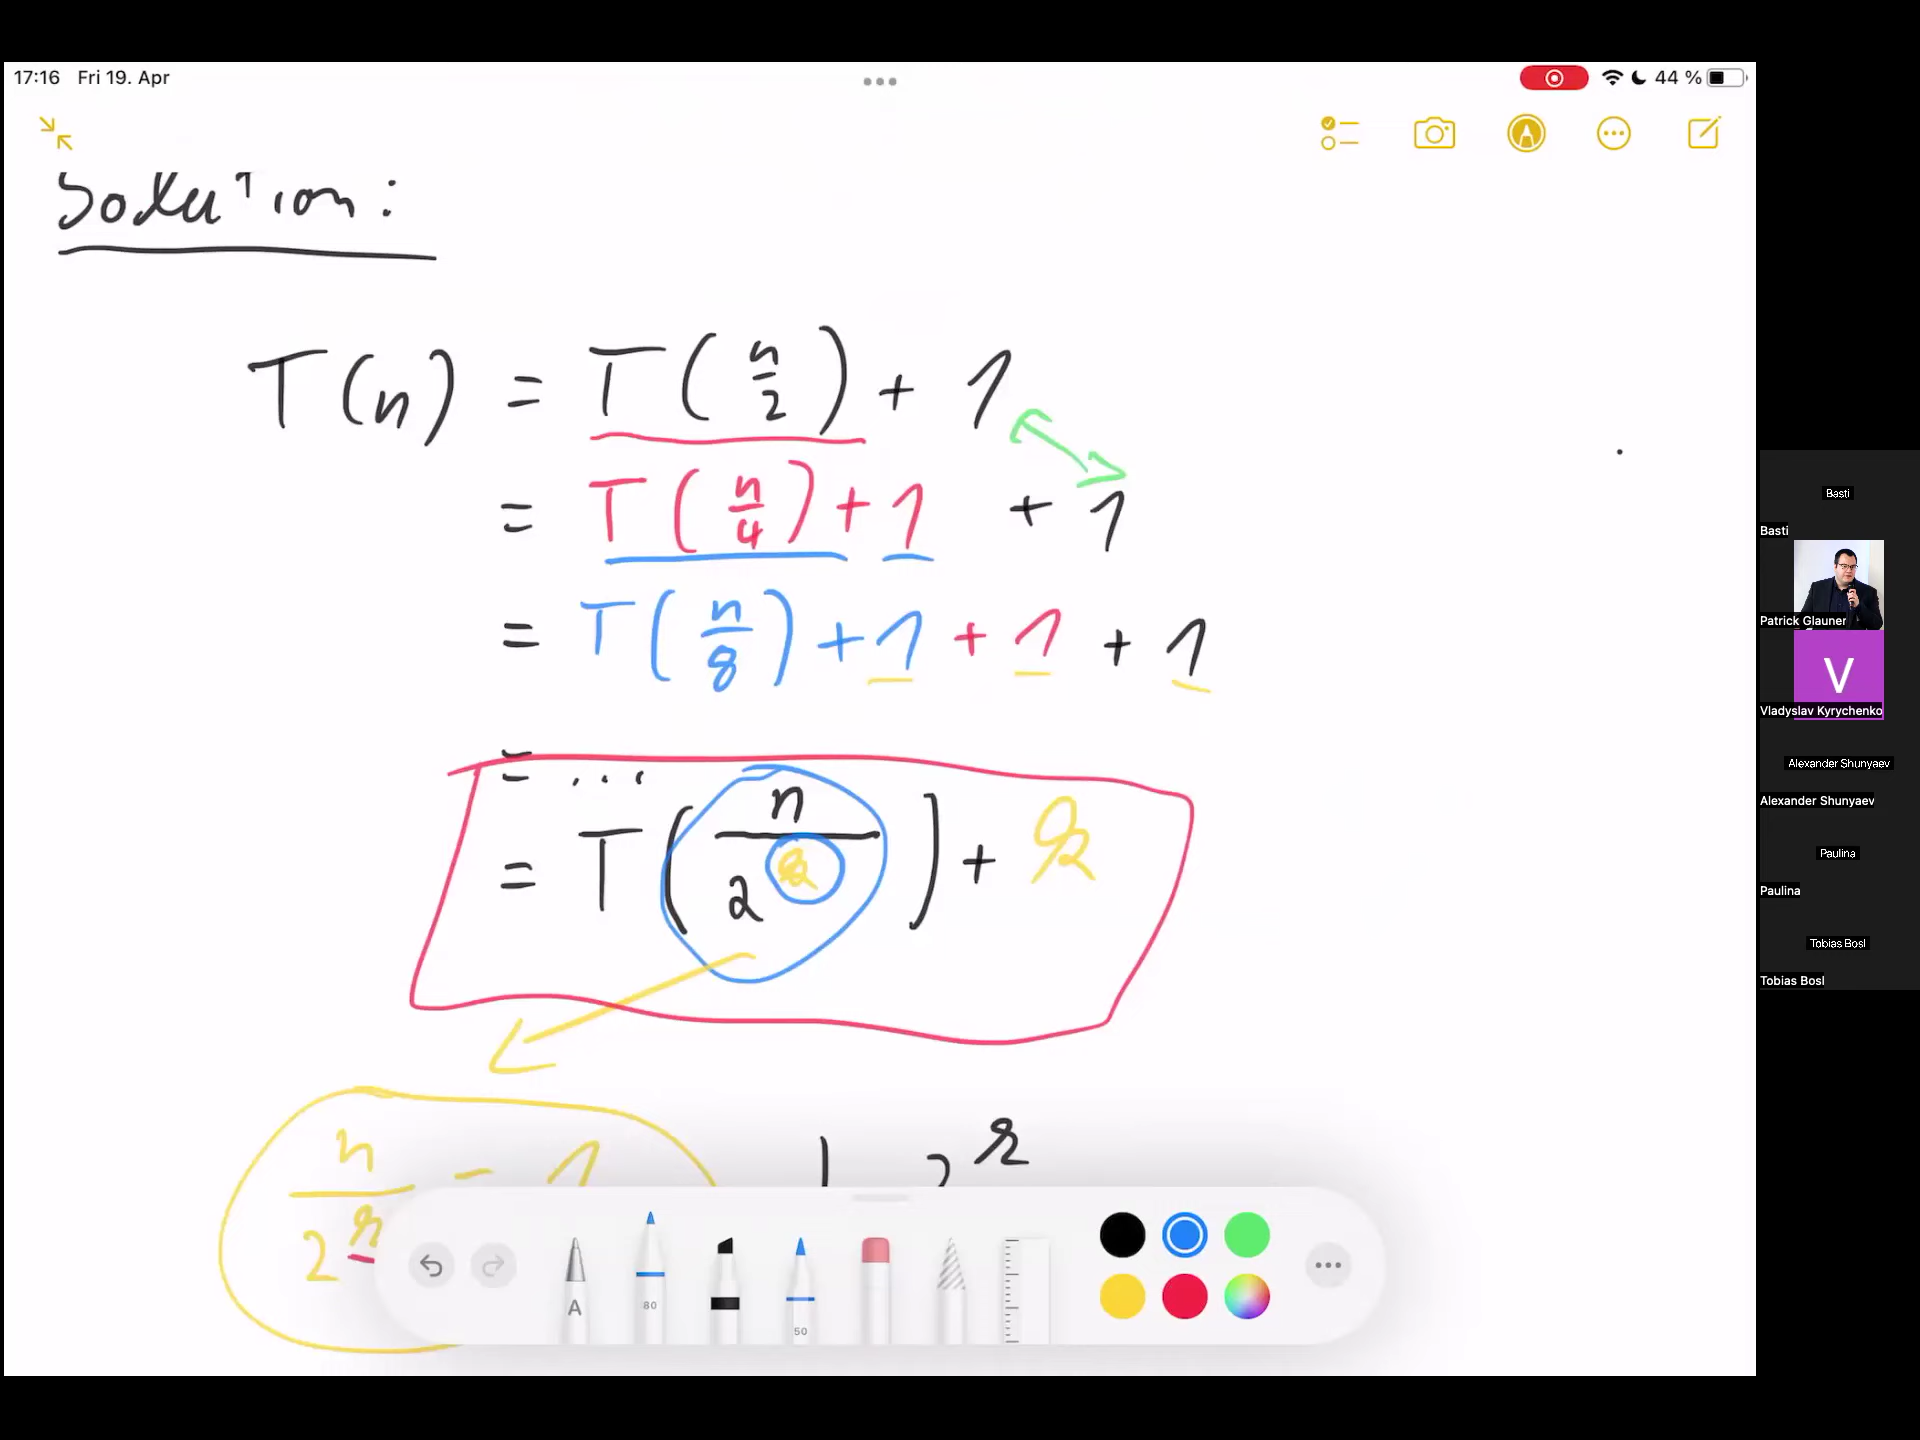 17:16 Fri 19. Apr
44 %
Solution:
T(n) = T(n/2) + 1
= T(n/4) + 1 + 1
= T(n/8) + 1 + 1 + 1
= ...
= T(n/2^k) + k
n/2^k = 1
A
80
50
Basti
Basti
Patrick Glauner
V
Vladyslav Kyrychenko
Alexander Shunyaev
Alexander Shunyaev
Paulina
Paulina
Tobias Bosl
Tobias Bosl